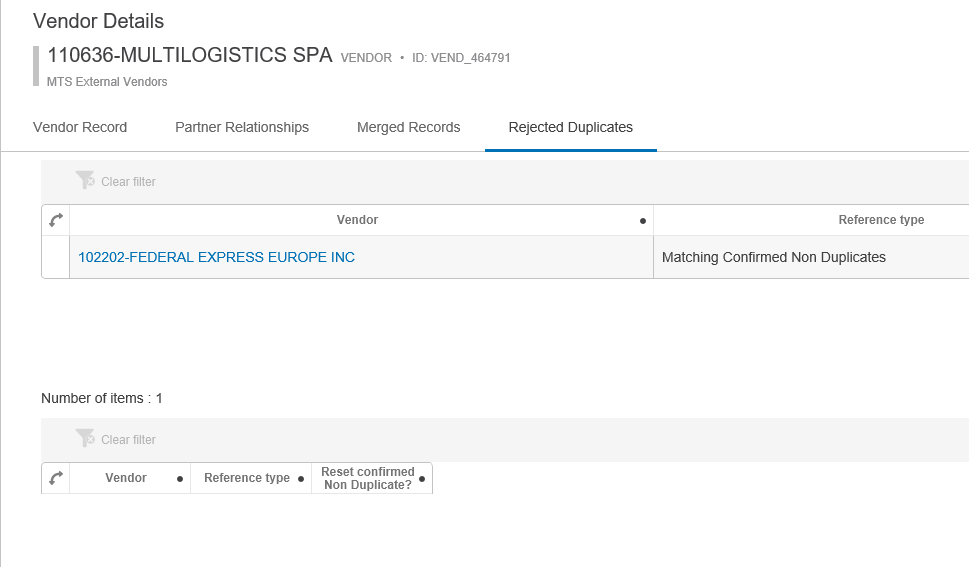 Vendor Details
110636-MULTILOGISTICS SPA VENDOR • ID: VEND_464791
MTS External Vendors
Vendor Record Partner Relationships Merged Records Rejected Duplicates
Clear filter
Vendor Reference type
102202-FEDERAL EXPRESS EUROPE INC Matching Confirmed Non Duplicates
Number of items : 1
Clear filter
Vendor Reference type Reset confirmed
Non Duplicate?